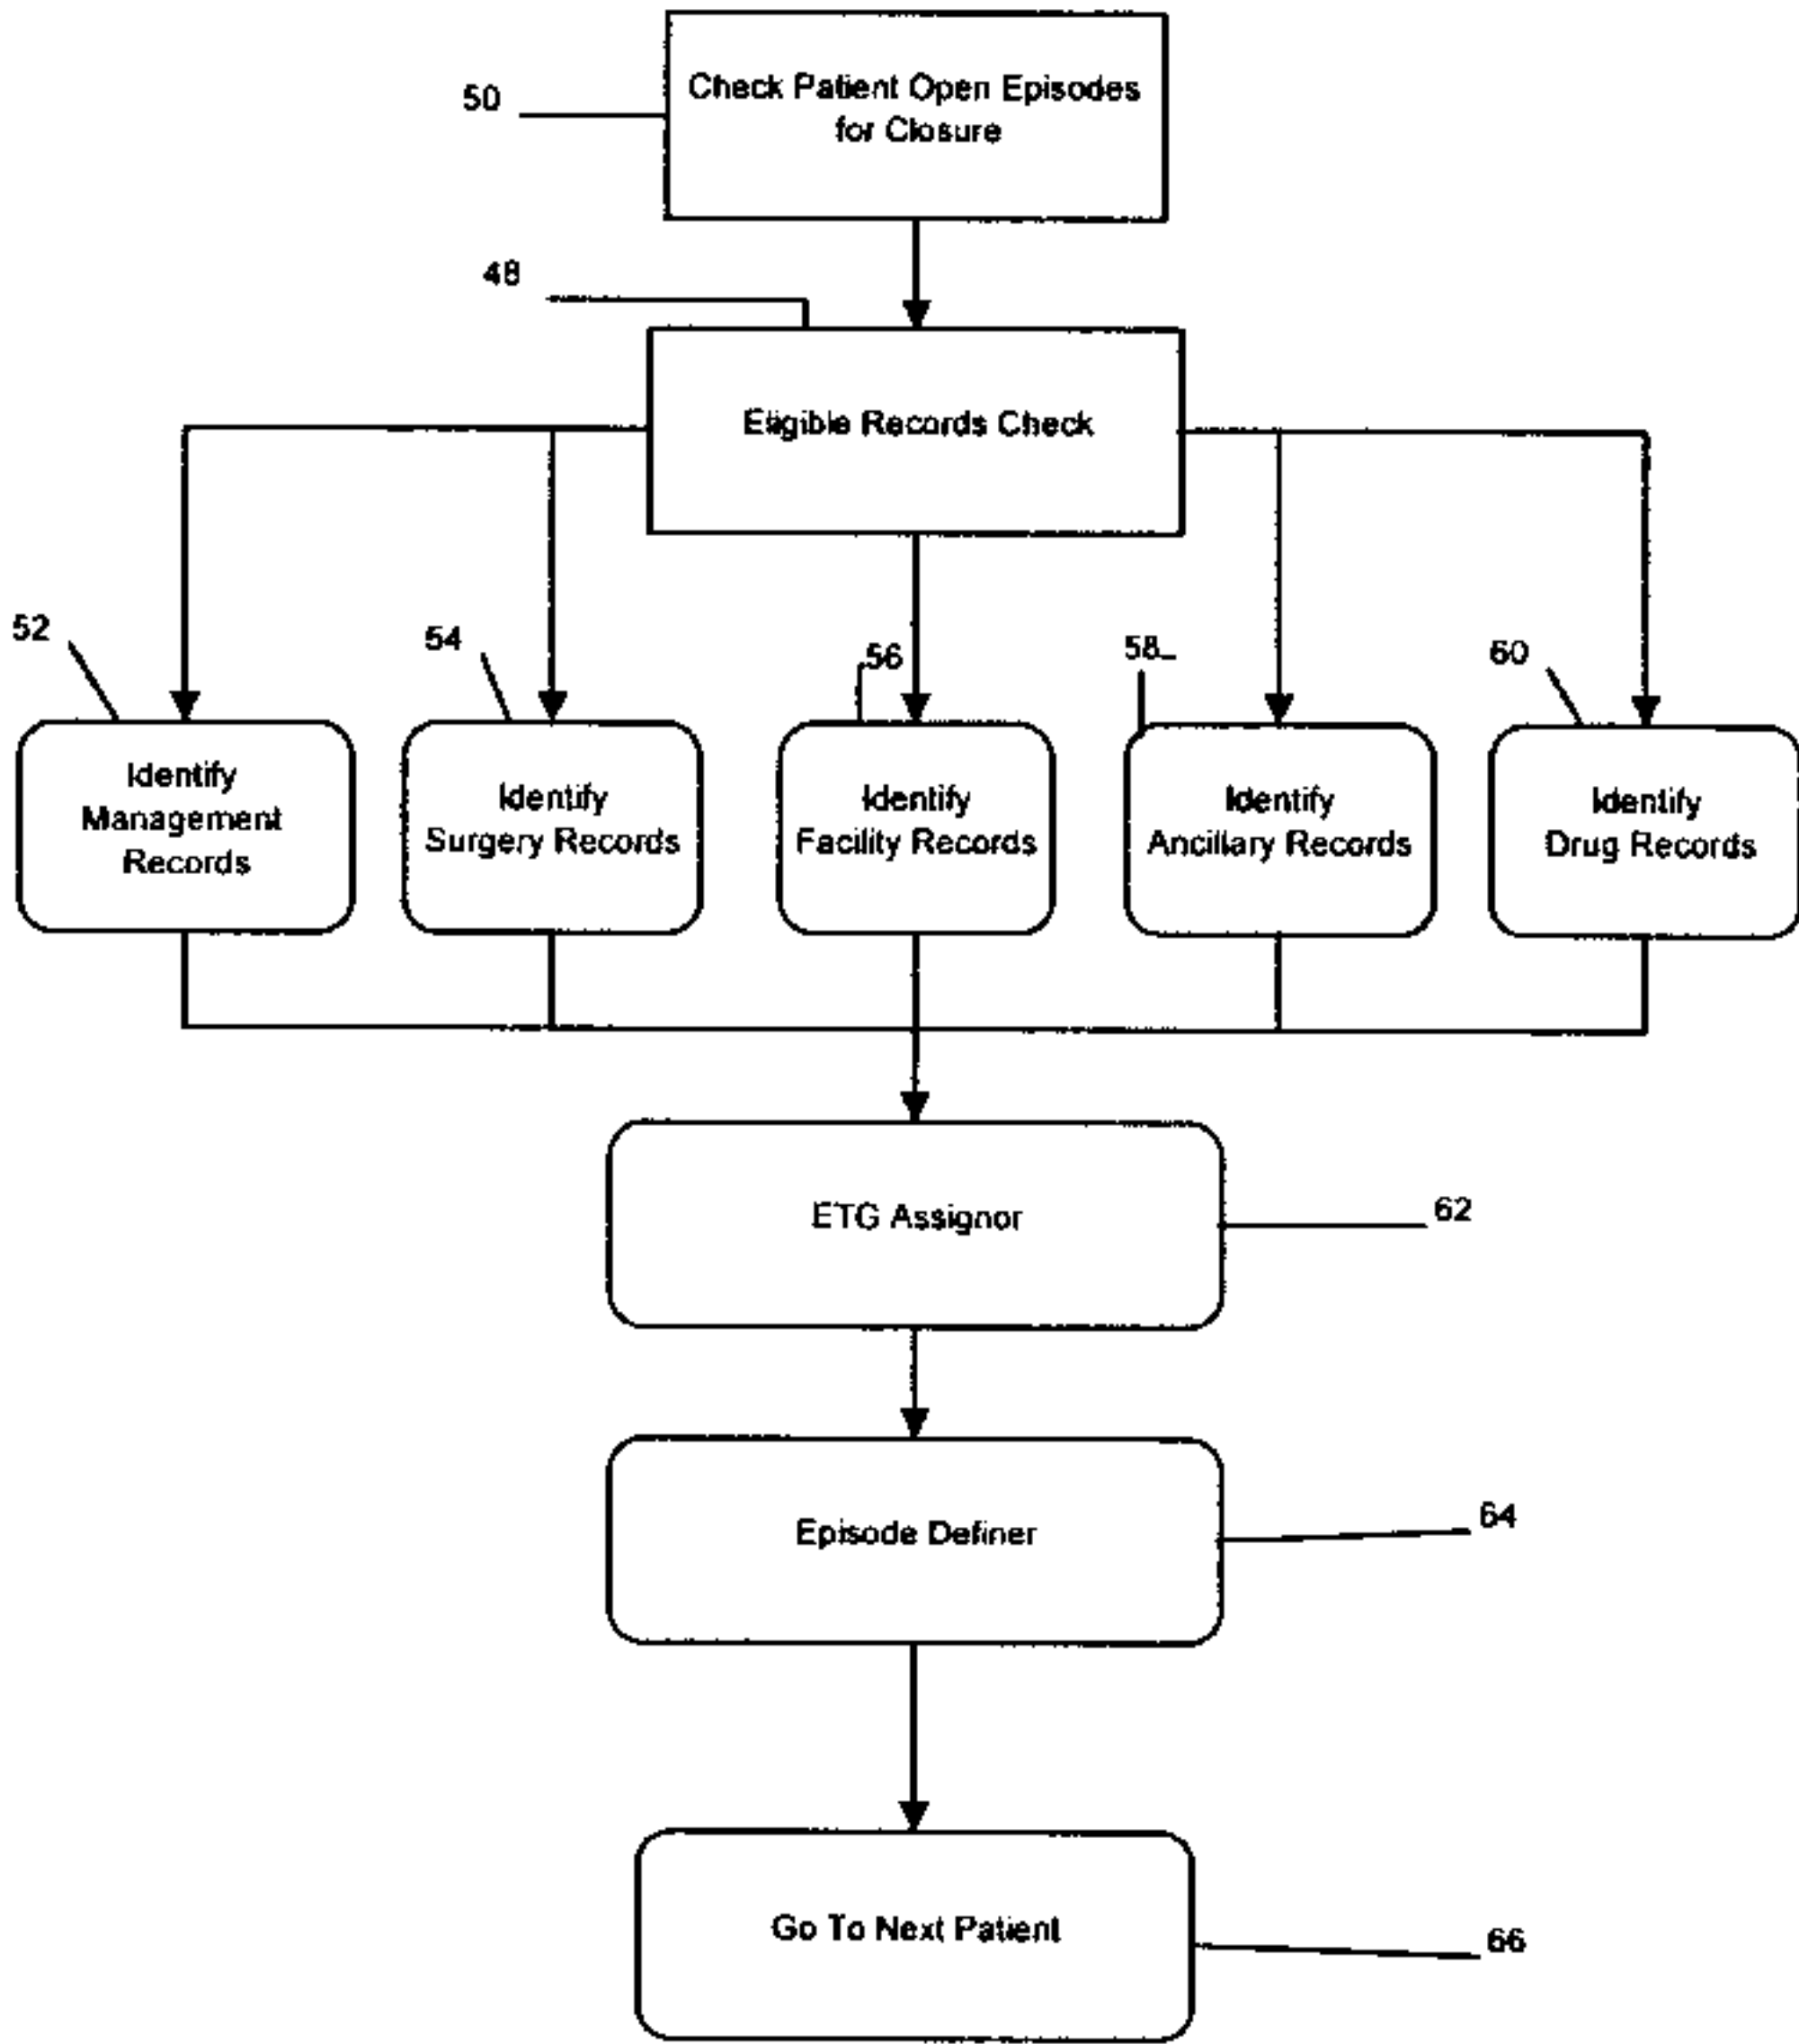 50
Check Patient Open Episodes
for Closure
48
Eligible Records Check
52
54
56
58
60
Identify
Management
Records
Identify
Surgery Records
Identify
Facility Records
Identify
Ancillary Records
Identify
Drug Records
ETG Assignor
62
Episode Definer
64
Go To Next Patient
66